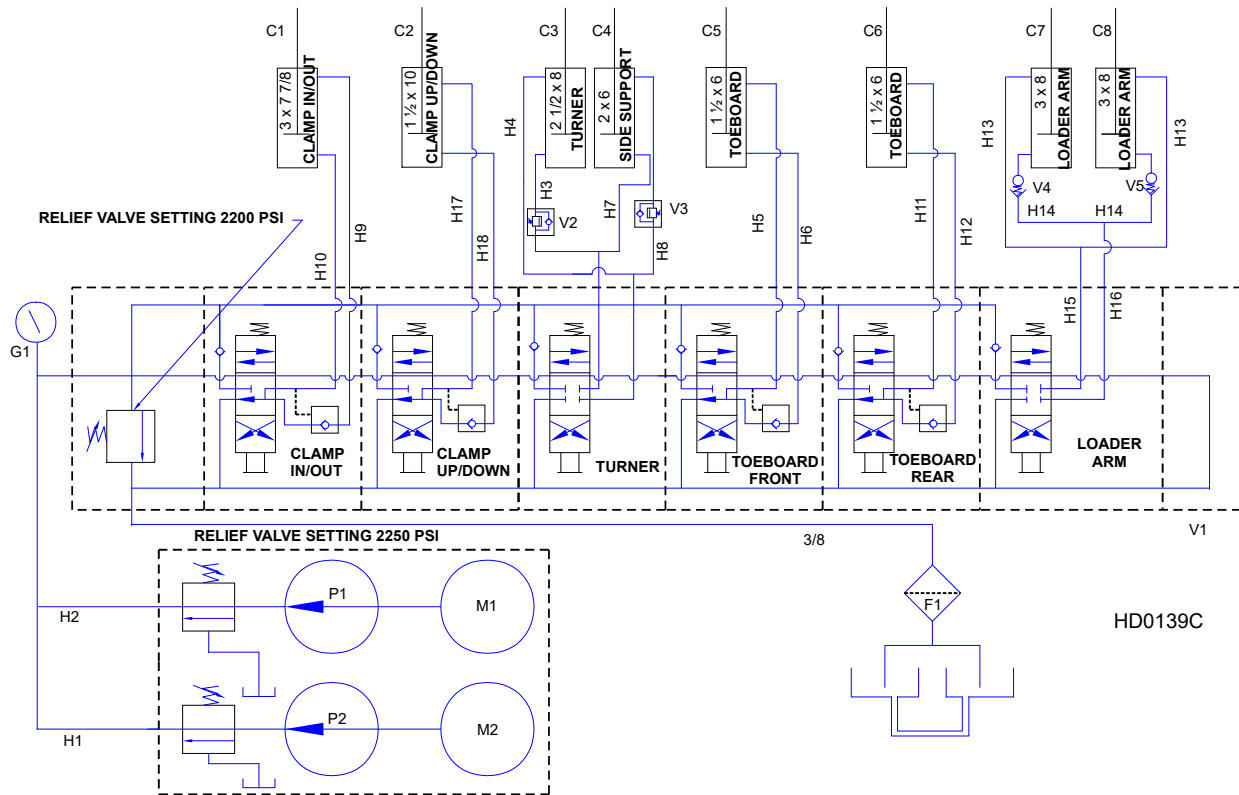 C1
C2
C3
C4
C5
C6
C7
C8
3 x 7 7/8
CLAMP IN/OUT
1 ½ x 10
CLAMP UP/DOWN
2 1/2 x 8
TURNER
2 x 6
SIDE SUPPORT
1 ½ x 6
TOEBOARD
1 ½ x 6
TOEBOARD
3 x 8
LOADER ARM
3 x 8
LOADER ARM
H4
H13
H13
H3
V2
H7
V3
H8
V4
V5
H14
H14
H10
H9
H17
H18
H5
H6
H11
H12
H15
H16
RELIEF VALVE SETTING 2200 PSI
G1
CLAMP
IN/OUT
CLAMP
UP/DOWN
TURNER
TOEBOARD
FRONT
TOEBOARD
REAR
LOADER
ARM
V1
RELIEF VALVE SETTING 2250 PSI
3/8
P1
M1
H2
F1
HD0139C
P2
M2
H1